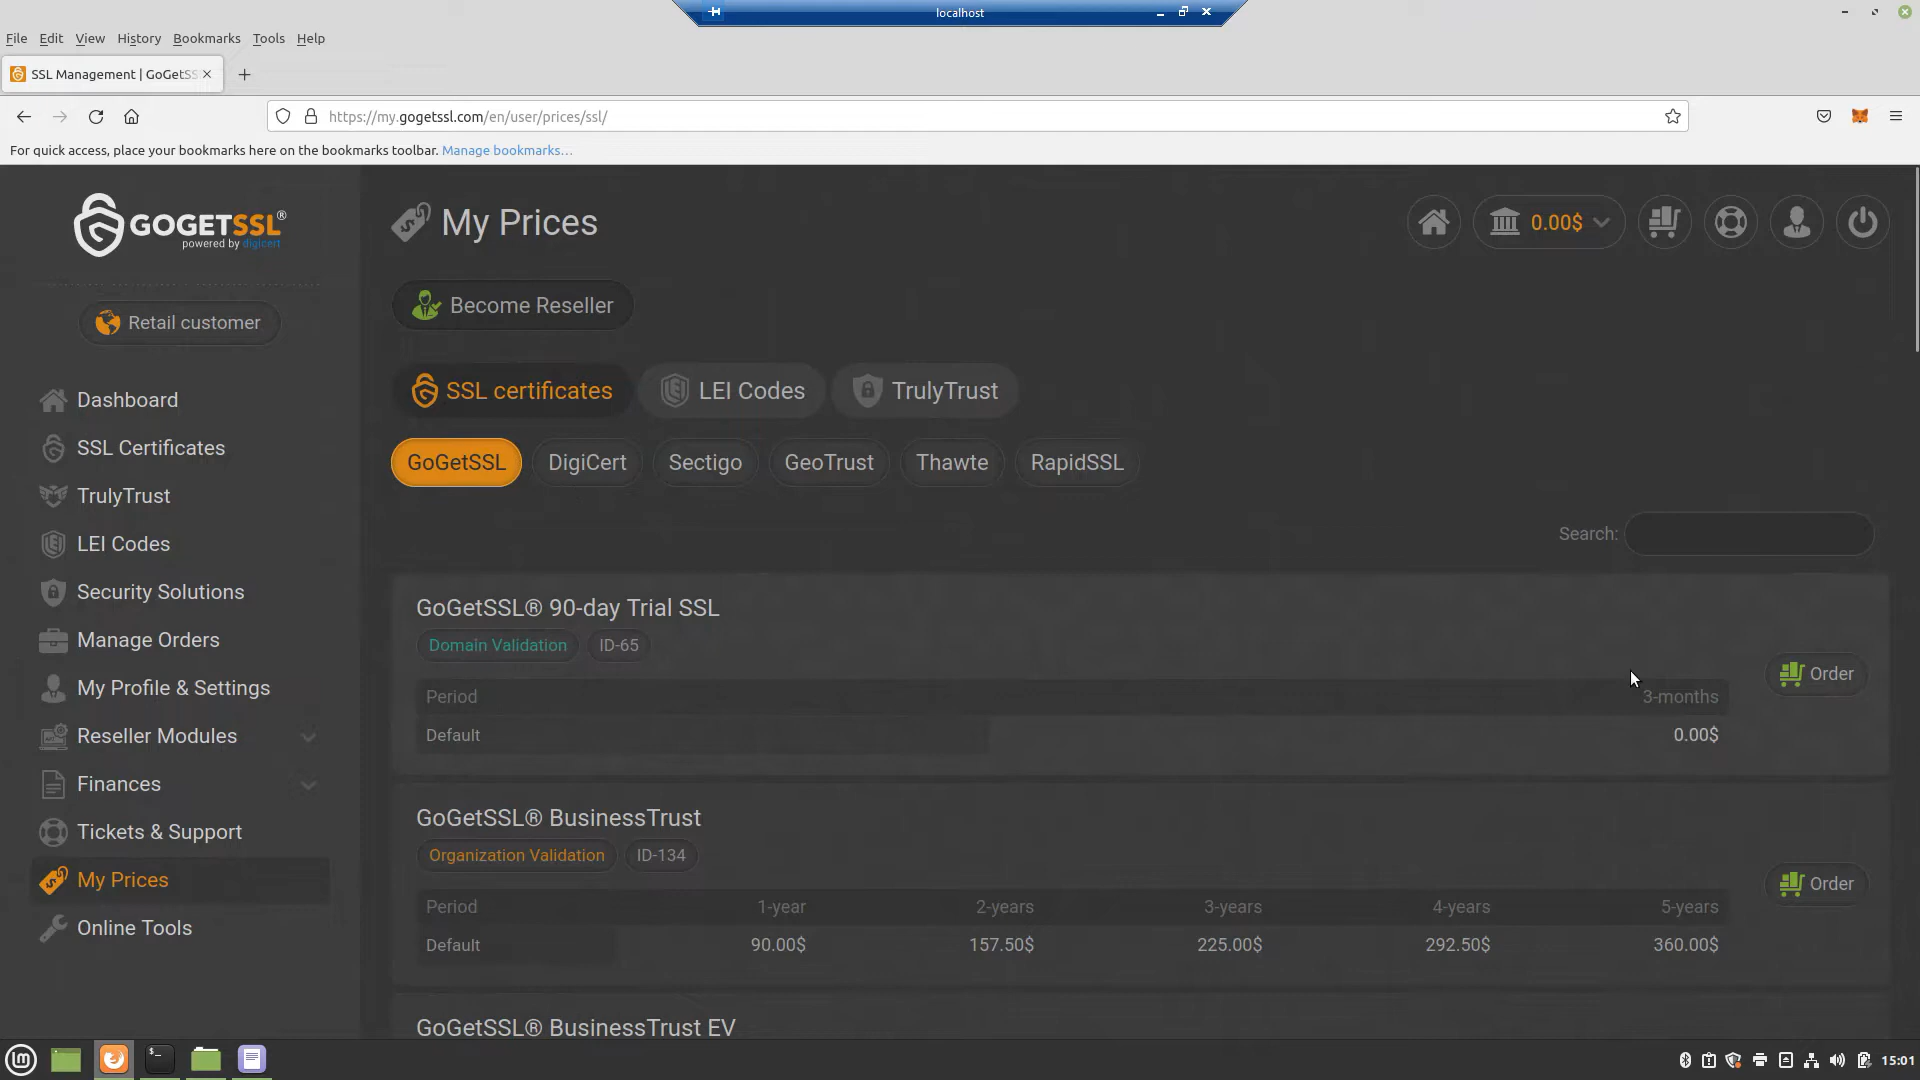 localhost
File Edit View History Bookmarks Tools Help
SSL Management | GoGetSS
https://my.gogetssl.com/en/user/prices/ssl/
For quick access, place your bookmarks here on the bookmarks toolbar. Manage bookmarks…
GOGETSSL®
powered by digicert
My Prices
0.00$
Become Reseller
Retail customer
SSL certificates LEI Codes TrulyTrust
Dashboard
SSL Certificates
TrulyTrust
LEI Codes
Security Solutions
Manage Orders
My Profile & Settings
Reseller Modules
Finances
Tickets & Support
My Prices
Online Tools
GoGetSSL DigiCert Sectigo GeoTrust Thawte RapidSSL
Search:
GoGetSSL® 90-day Trial SSL
Domain Validation ID-65
Period 3-months
Default 0.00$
Order
GoGetSSL® BusinessTrust
Organization Validation ID-134
Period 1-year 2-years 3-years 4-years 5-years
Default 90.00$ 157.50$ 225.00$ 292.50$ 360.00$
Order
GoGetSSL® BusinessTrust EV
15:01